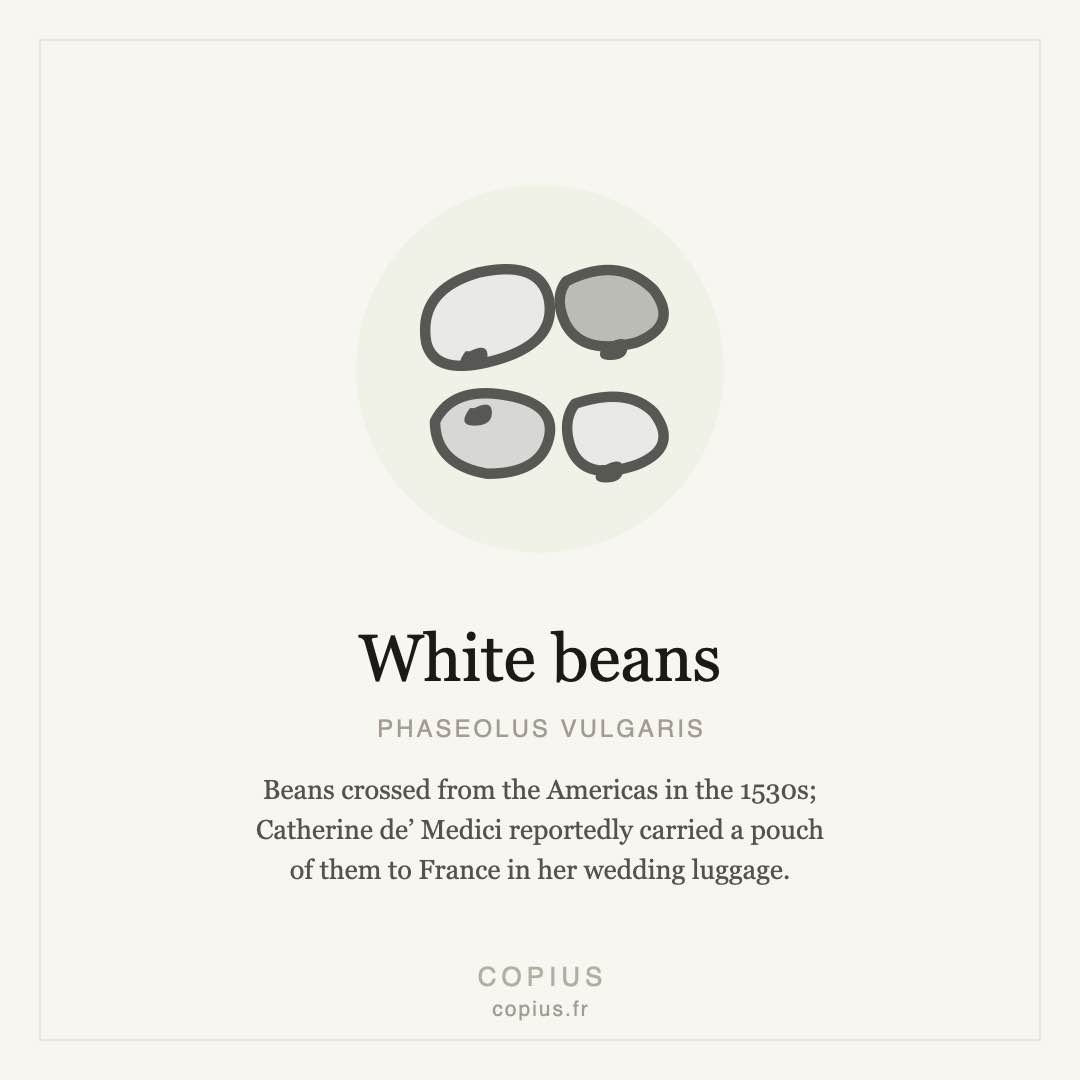 White beans
PHASEOLUS VULGARIS
Beans crossed from the Americas in the 1530s;
Catherine de’ Medici reportedly carried a pouch
of them to France in her wedding luggage.
COPIUS
copius.fr